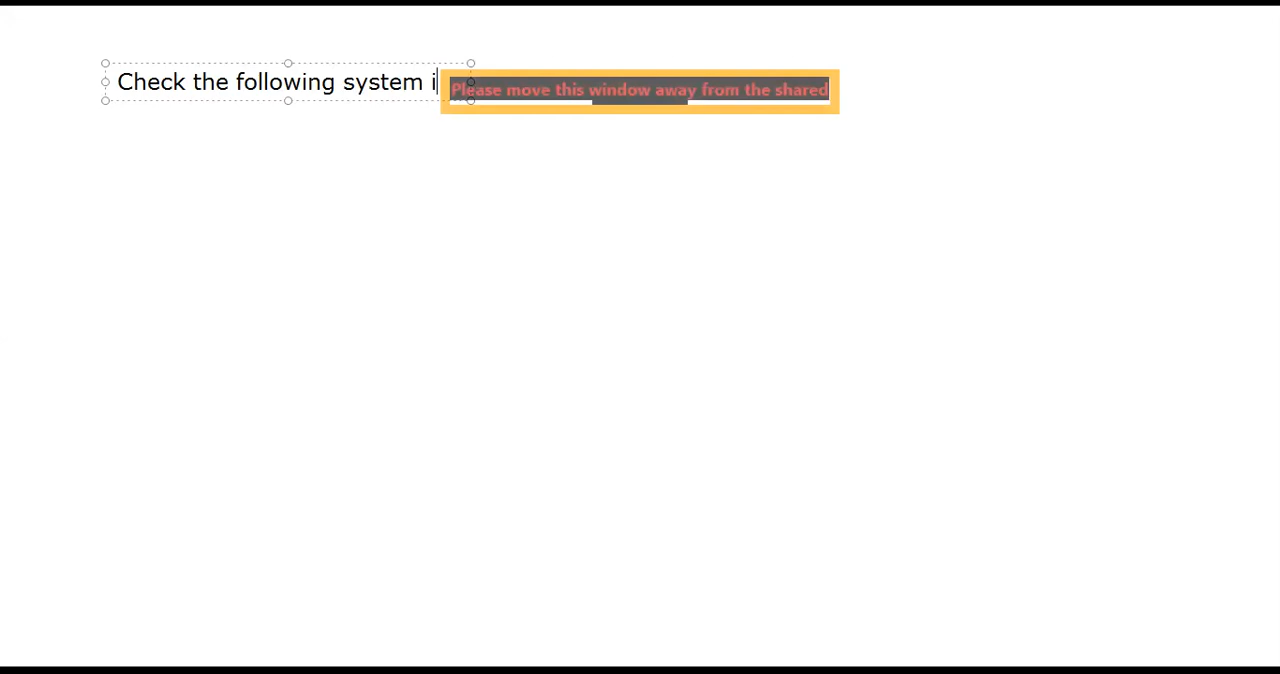 Check the following system i
Please move this window away from the shared